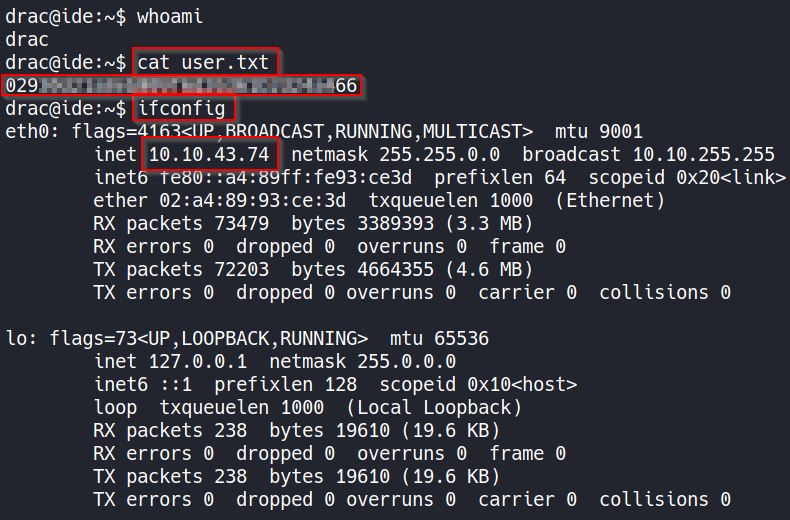 drac@ide:~$ whoami
drac
drac@ide:~$ cat user.txt
029 66
drac@ide:~$ ifconfig
eth0: flags=4163<UP,BROADCAST,RUNNING,MULTICAST>  mtu 9001
        inet 10.10.43.74  netmask 255.255.0.0  broadcast 10.10.255.255
        inet6 fe80::a4:89ff:fe93:ce3d  prefixlen 64  scopeid 0x20<link>
        ether 02:a4:89:93:ce:3d  txqueuelen 1000  (Ethernet)
        RX packets 73479  bytes 3389393 (3.3 MB)
        RX errors 0  dropped 0  overruns 0  frame 0
        TX packets 72203  bytes 4664355 (4.6 MB)
        TX errors 0  dropped 0 overruns 0  carrier 0  collisions 0
lo: flags=73<UP,LOOPBACK,RUNNING>  mtu 65536
        inet 127.0.0.1  netmask 255.0.0.0
        inet6 ::1  prefixlen 128  scopeid 0x10<host>
        loop  txqueuelen 1000  (Local Loopback)
        RX packets 238  bytes 19610 (19.6 KB)
        RX errors 0  dropped 0  overruns 0  frame 0
        TX packets 238  bytes 19610 (19.6 KB)
        TX errors 0  dropped 0 overruns 0  carrier 0  collisions 0